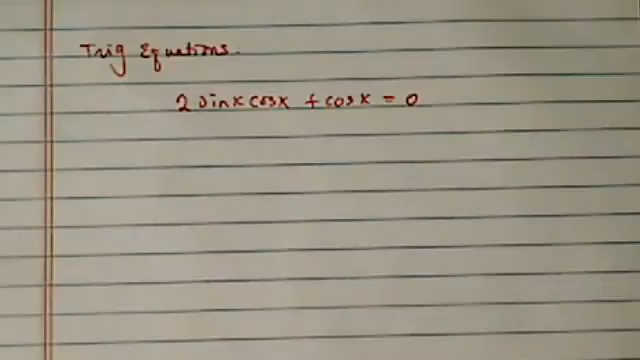 Trig Equations.
2 sinx cosx + cosx = 0